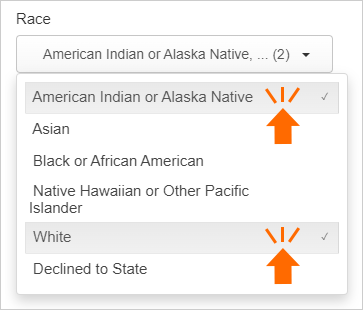 Race
American Indian or Alaska Native, ... (2)
American Indian or Alaska Native ✓
Asian
Black or African American
Native Hawaiian or Other Pacific
Islander
White ✓
Declined to State